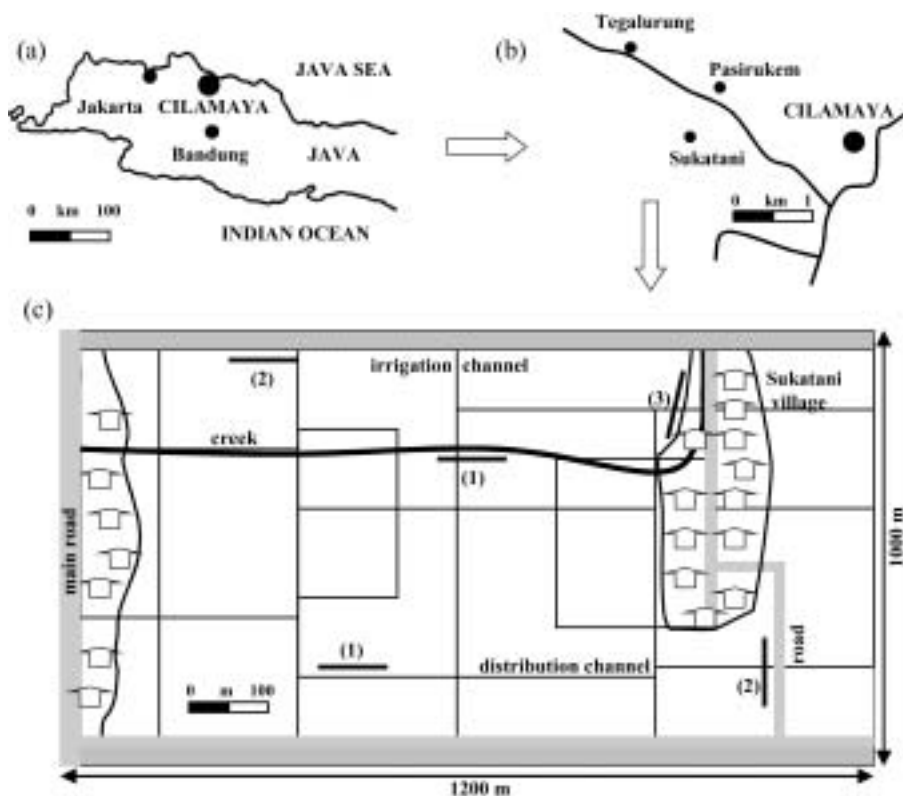 (a)
JAVA SEA
Jakarta CILAMAYA
Bandung
JAVA
0 km 100
INDIAN OCEAN
(b)
Tegalurung
Pasirukem
CILAMAYA
Sukatani
0 km 1
(c)
(2)
irrigation channel
(3)
Sukatani
village
creek
(1)
main road
1000 m
(1)
distribution channel
road
(2)
0 m 100
1200 m